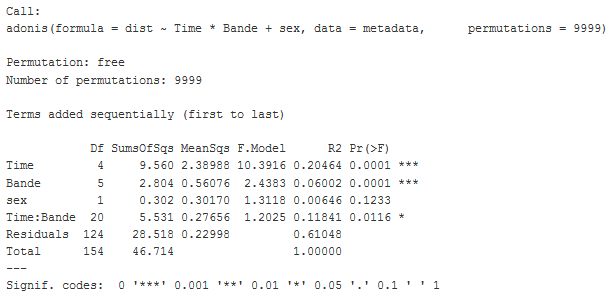 Call:
adonis(formula = dist ~ Time * Bande + sex, data = metadata,      permutations = 9999)

Permutation: free
Number of permutations: 9999

Terms added sequentially (first to last)

            Df SumsOfSqs MeanSqs F.Model      R2 Pr(>F)
Time         4     9.560 2.38988 10.3916 0.20464 0.0001 ***
Bande        5     2.804 0.56076  2.4383 0.06002 0.0001 ***
sex          1     0.302 0.30170  1.3118 0.00646 0.1233
Time:Bande  20     5.531 0.27656  1.2025 0.11841 0.0116 *
Residuals  124    28.518 0.22998         0.61048
Total      154    46.714                 1.00000
---
Signif. codes:  0 '***' 0.001 '**' 0.01 '*' 0.05 '.' 0.1 ' ' 1